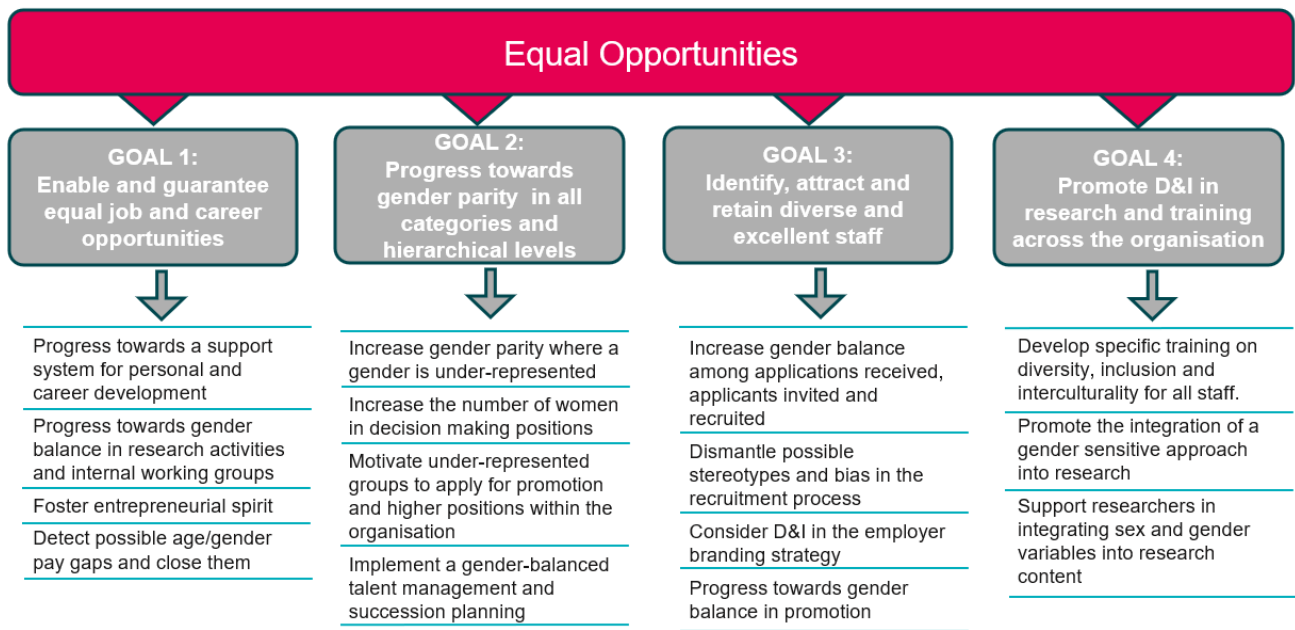 Equal Opportunities
GOAL 1:
Enable and guarantee
equal job and career
opportunities
Progress towards a support
system for personal and
career development
Progress towards gender
balance in research activities
and internal working groups
Foster entrepreneurial spirit
Detect possible age/gender
pay gaps and close them
GOAL 2:
Progress towards
gender parity in all
categories and
hierarchical levels
Increase gender parity where a
gender is under-represented
Increase the number of women
in decision making positions
Motivate under-represented
groups to apply for promotion
and higher positions within the
organisation
Implement a gender-balanced
talent management and
succession planning
GOAL 3:
Identify, attract and
retain diverse and
excellent staff
Increase gender balance
among applications received,
applicants invited and
recruited
Dismantle possible
stereotypes and bias in the
recruitment process
Consider D&I in the employer
branding strategy
Progress towards gender
balance in promotion
GOAL 4:
Promote D&I in
research and training
across the organisation
Develop specific training on
diversity, inclusion and
interculturality for all staff.
Promote the integration of a
gender sensitive approach
into research
Support researchers in
integrating sex and gender
variables into research
content